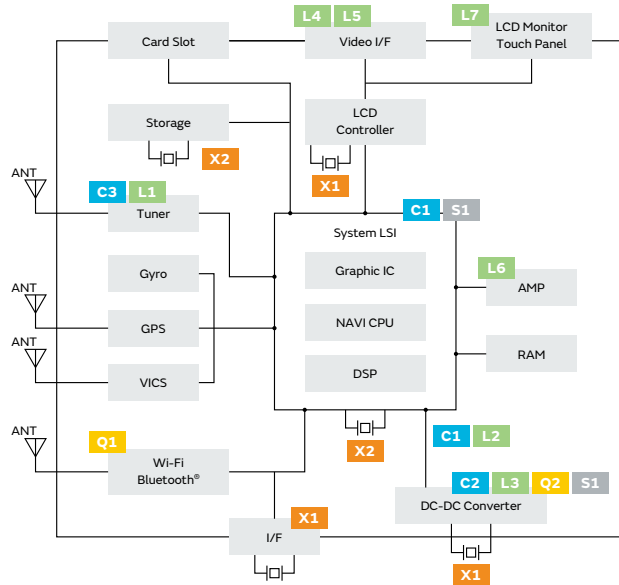 L4 L5
L7
Card Slot
Video I/F
LCD Monitor
Touch Panel
Storage
LCD
Controller
X2
X1
ANT
C3 L1
Tuner
C1 S1
System LSI
Gyro
Graphic IC
L6
AMP
ANT
GPS
NAVI CPU
ANT
VICS
DSP
RAM
ANT
Q1
X2
C1 L2
Wi-Fi
Bluetooth®
C2 L3 Q2 S1
DC-DC Converter
X1
I/F
X1